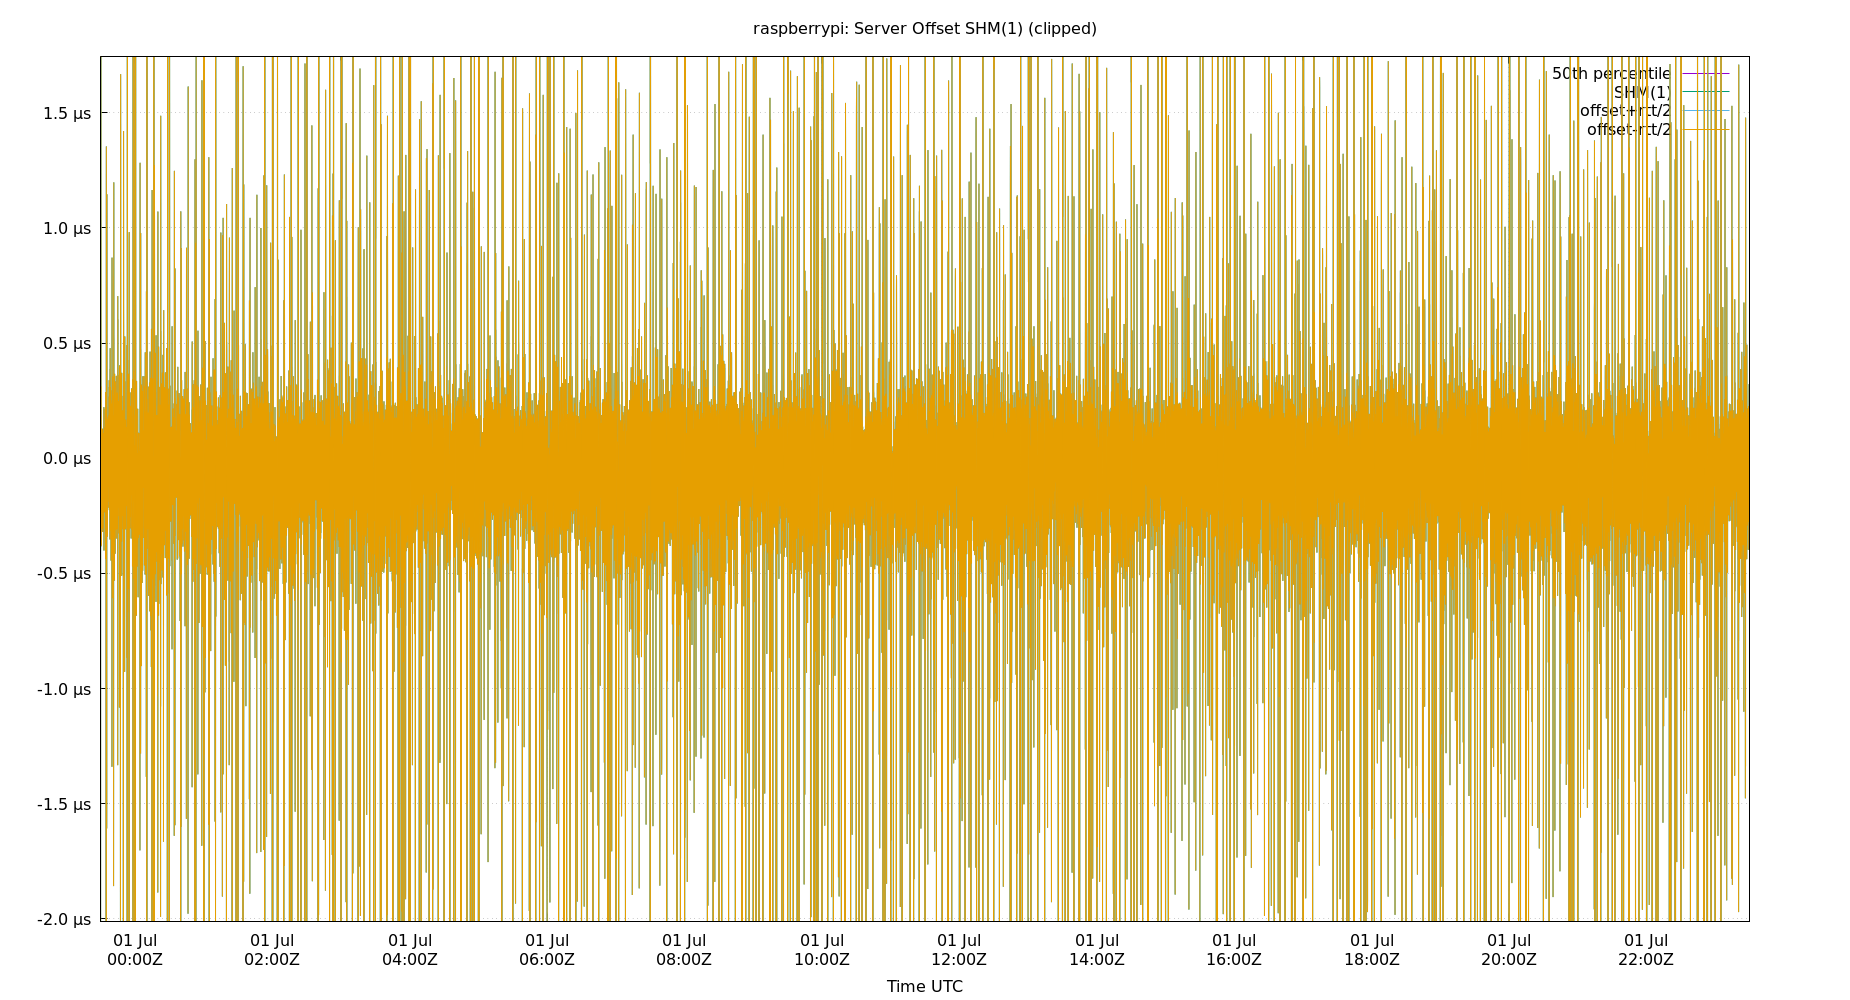 raspberrypi: Server Offset SHM(1) (clipped)
50th percentile
SHM(1)
offset+rtt/2
offset-rtt/2
1.5 µs
1.0 µs
0.5 µs
0.0 µs
-0.5 µs
-1.0 µs
-1.5 µs
-2.0 µs
01 Jul 01 Jul 01 Jul 01 Jul 01 Jul 01 Jul 01 Jul 01 Jul 01 Jul 01 Jul 01 Jul 01 Jul
00:00Z 02:00Z 04:00Z 06:00Z 08:00Z 10:00Z 12:00Z 14:00Z 16:00Z 18:00Z 20:00Z 22:00Z
Time UTC